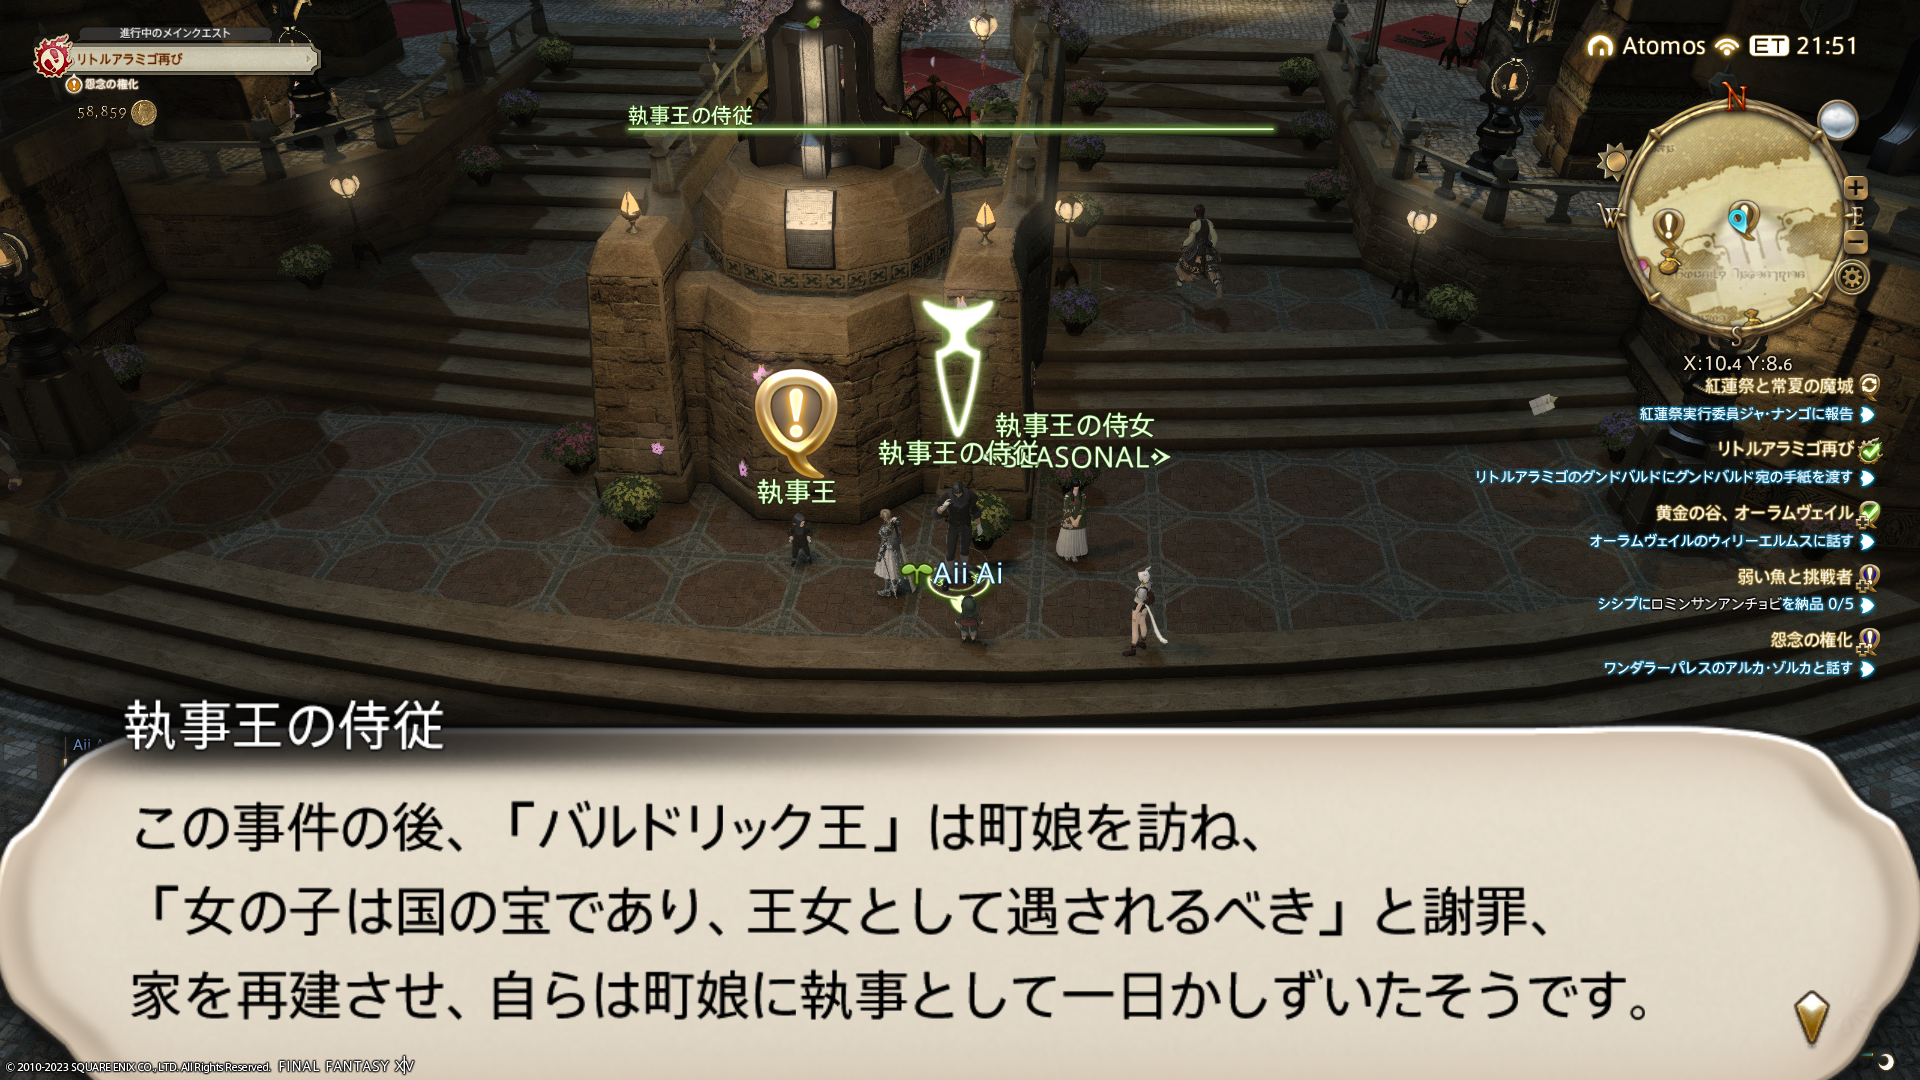 進行中のメインクエスト
リトルアラミゴ再び
怨念の権化
58,859
執事王の侍従
Atomos ET 21:51
N
W
E
S
X:10.4 Y:8.6
紅蓮祭と常夏の魔城
紅蓮祭実行委員ジャ・ナンゴに報告
リトルアラミゴ再び
リトルアラミゴのグンドバルドにグンドバルド宛の手紙を渡す
黄金の谷、オーラムヴェイル
オーラムヴェイルのウィリーエルムスに話す
弱い魚と挑戦者
シシプにロミンサンアンチョビを納品 0/5
怨念の権化
ワンダラーパレスのアルカ・ゾルカと話す
執事王の侍女
執事王の侍従
SEASONAL>
執事王
Aii Ai
Aii A
執事王の侍従
この事件の後、「バルドリック王」は町娘を訪ね、
「女の子は国の宝であり、王女として遇されるべき」と謝罪、
家を再建させ、自らは町娘に執事として一日かしずいたそうです。
© 2010-2023 SQUARE ENIX CO., LTD. All Rights Reserved. FINAL FANTASY XIV